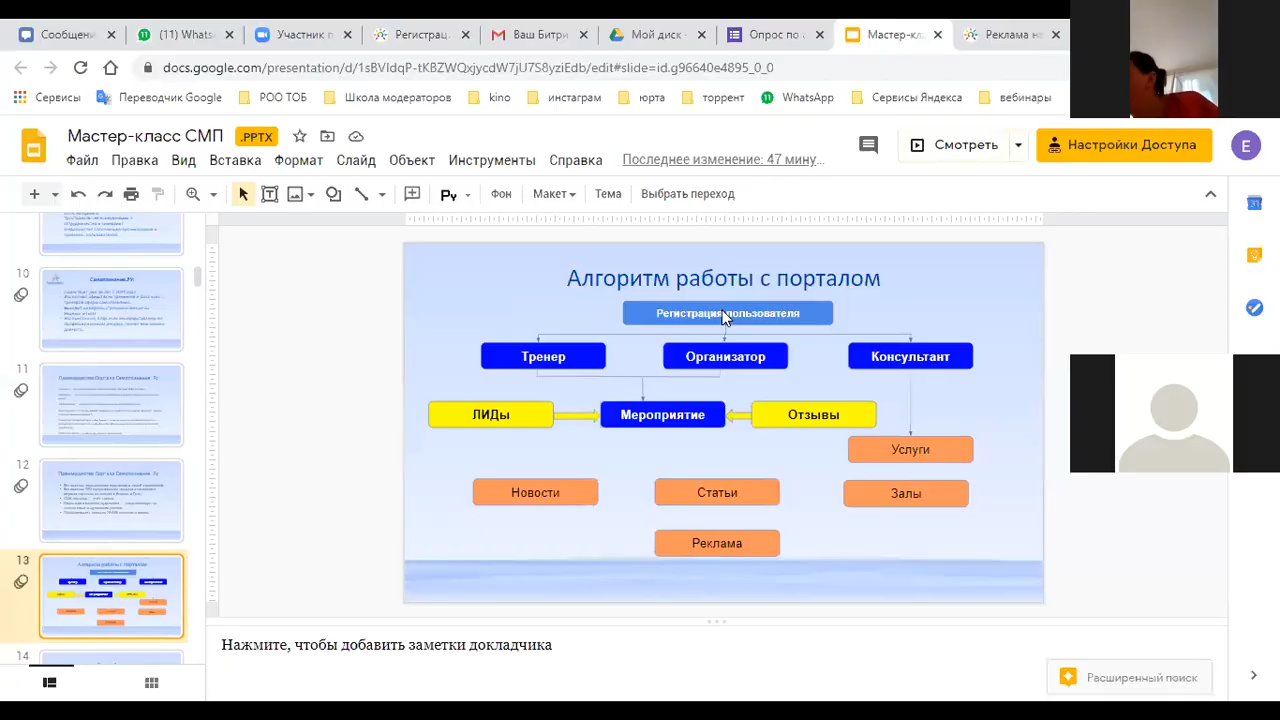 Сообщени
(11) Whats
Участник п
Регистрац
Ваш Битри
Мой диск -
Опрос по
Мастер-кл
Реклама на
docs.google.com/presentation/d/1sBVIdqP-tKBZWQxjycdW7jU7S8yziEdb/edit#slide=id.g96640e4895_0_0
Сервисы
Переводчик Google
РОО ТОБ
Школа модераторов
kino
инстаграм
юрта
торрент
WhatsApp
Сервисы Яндекса
вебинары
Мастер-класс СМП
.PPTX
Смотреть
Настройки Доступа
E
Файл Правка Вид Вставка Формат Слайд Объект Инструменты Справка
Последнее изменение: 47 мину...
Фон
Макет
Тема
Выбрать переход
10
11
12
13
14
Алгоритм работы с порталом
Регистрация пользователя
Тренер
Организатор
Консультант
ЛИДы
Мероприятие
Отзывы
Услуги
Новости
Статьи
Залы
Реклама
Нажмите, чтобы добавить заметки докладчика
Расширенный поиск